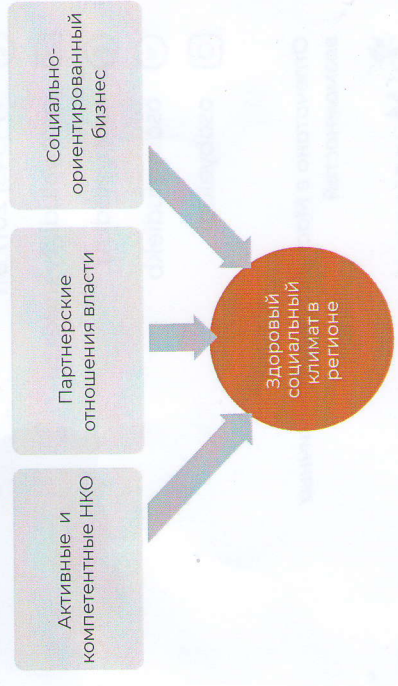 Активные и
компетентные НКО
Партнерские
отношения власти
Социально-
ориентированный
бизнес
Здоровый
социальный
климат в
регионе